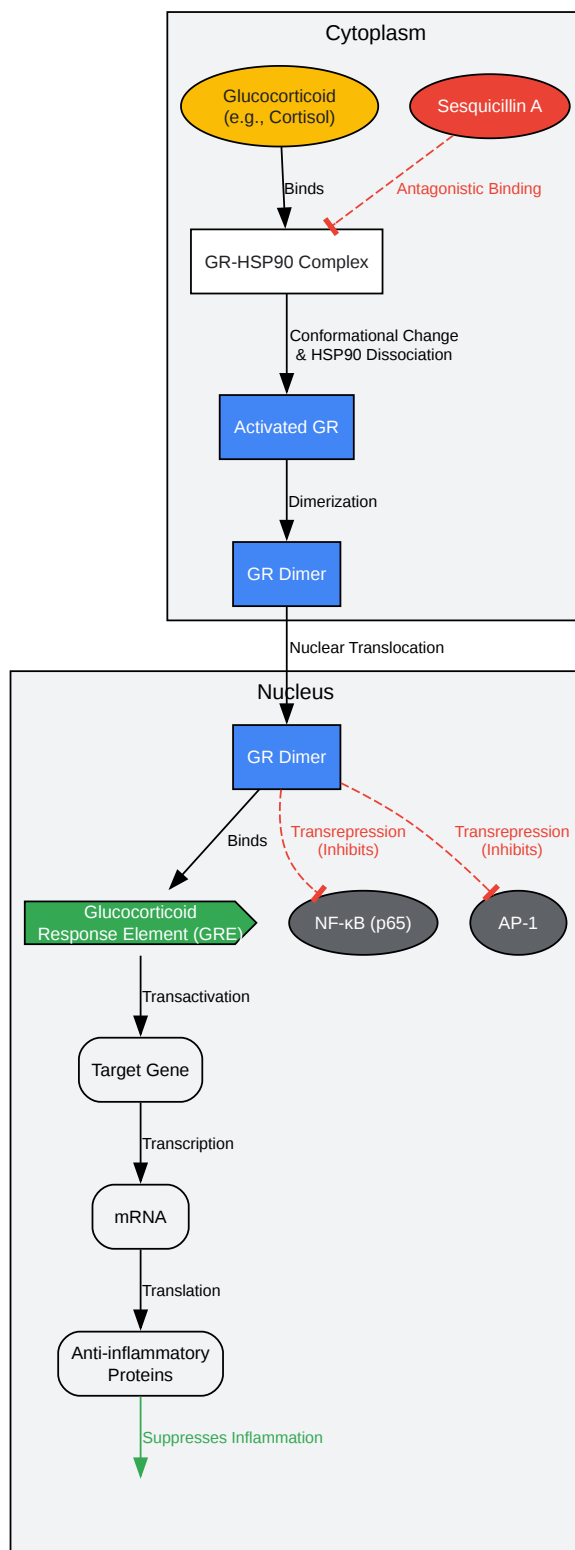 Cytoplasm
Glucocorticoid
(e.g., Cortisol)
Sesquicillin A
Binds
Antagonistic Binding
GR-HSP90 Complex
Conformational Change
& HSP90 Dissociation
Activated GR
Dimerization
GR Dimer
Nuclear Translocation
Nucleus
GR Dimer
Binds
Transrepression
(Inhibits)
Transrepression
(Inhibits)
Glucocorticoid
Response Element (GRE)
NF-κB (p65)
AP-1
Transactivation
Target Gene
Transcription
mRNA
Translation
Anti-inflammatory
Proteins
Suppresses Inflammation